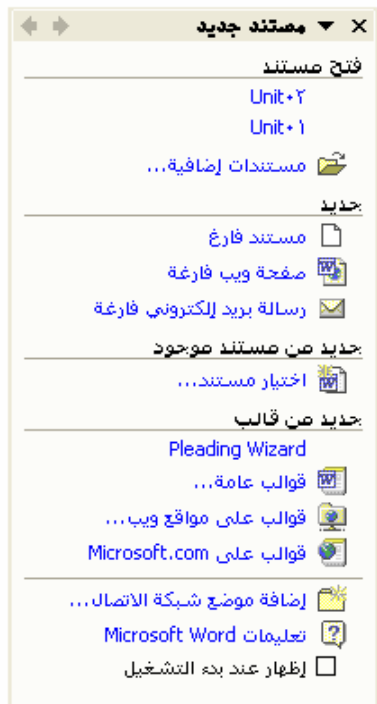 مستند جديد
فتح مستند
Unit٠٢
Unit٠١
مستندات إضافية...
جديد
مستند فارغ
صفحة ويب فارغة
رسالة بريد إلكتروني فارغة
جديد من مستند موجود
اختيار مستند...
جديد من قالب
Pleading Wizard
قوالب عامة...
قوالب على مواقع ويب...
قوالب على Microsoft.com
إضافة موضع شبكة الاتصال...
تعليمات Microsoft Word
إظهار عند بدء التشغيل